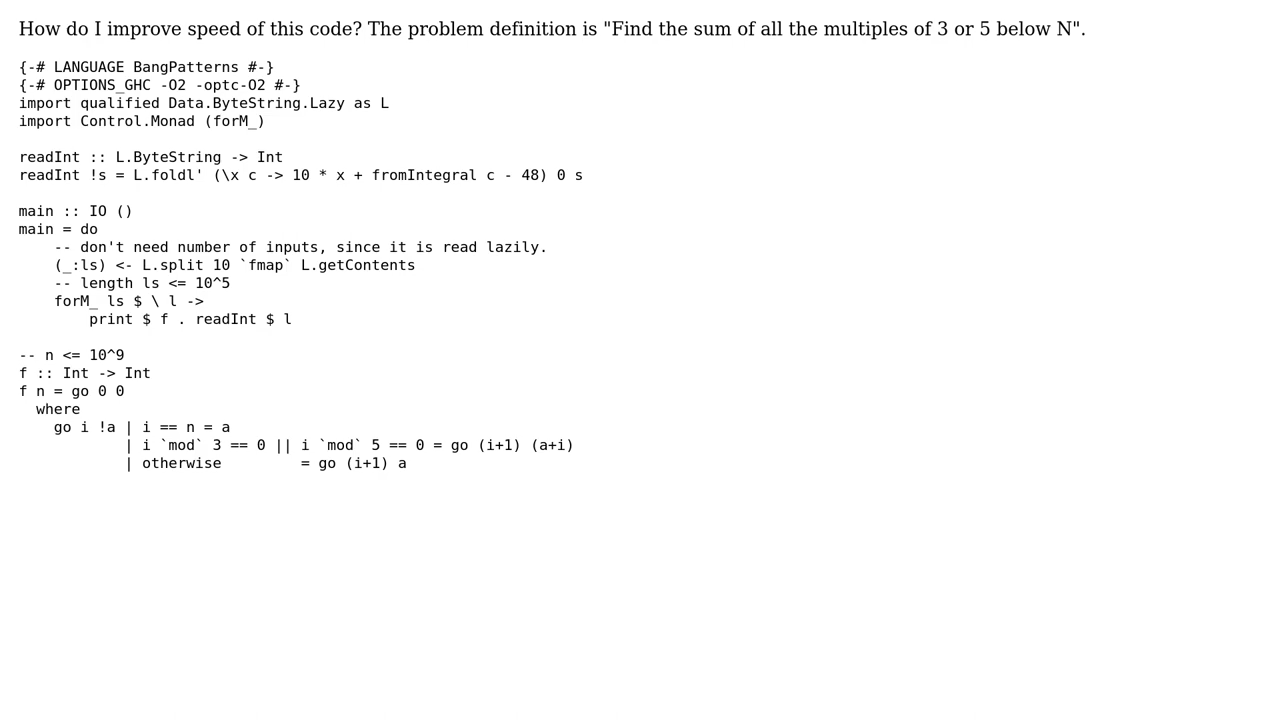 How do I improve speed of this code? The problem definition is "Find the sum of all the multiples of 3 or 5 below N".
{-# LANGUAGE BangPatterns #-}
{-# OPTIONS_GHC -O2 -optc-O2 #-}
import qualified Data.ByteString.Lazy as L
import Control.Monad (forM_)

readInt :: L.ByteString -> Int
readInt !s = L.foldl' (\x c -> 10 * x + fromIntegral c - 48) 0 s

main :: IO ()
main = do
    -- don't need number of inputs, since it is read lazily.
    (_:ls) <- L.split 10 `fmap` L.getContents
    -- length ls <= 10^5
    forM_ ls $ \ l ->
        print $ f . readInt $ l

-- n <= 10^9
f :: Int -> Int
f n = go 0 0
  where
    go i !a | i == n = a
            | i `mod` 3 == 0 || i `mod` 5 == 0 = go (i+1) (a+i)
            | otherwise         = go (i+1) a